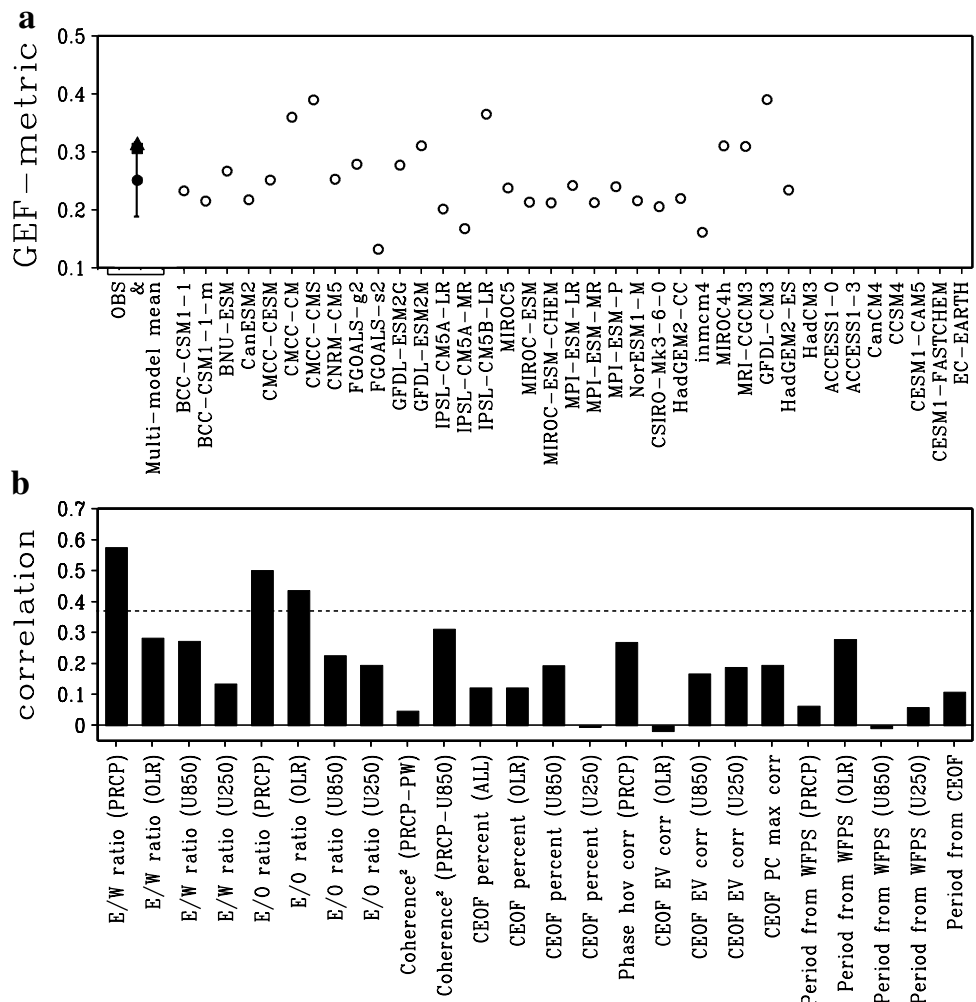 a
GEF-metric
0.5
0.4
0.3
0.2
0.1
OBS
&
Multi-model mean
BCC-CSM1-1
BCC-CSM1-1-m
BNU-ESM
CanESM2
CMCC-CESM
CMCC-CM
CMCC-CMS
CNRM-CM5
FGOALS-g2
FGOALS-s2
GFDL-ESM2G
GFDL-ESM2M
IPSL-CM5A-LR
IPSL-CM5A-MR
IPSL-CM5B-LR
MIROC5
MIROC-ESM
MIROC-ESM-CHEM
MPI-ESM-LR
MPI-ESM-MR
MPI-ESM-P
NorESM1-M
CSIRO-Mk3-6-0
HadGEM2-CC
inmcm4
MIROC4h
MRI-CGCM3
GFDL-CM3
HadGEM2-ES
HadCM3
ACCESS1-0
ACCESS1-3
CanCM4
CCSM4
CESM1-CAM5
CESM1-FASTCHEM
EC-EARTH
b
correlation
0.7
0.6
0.5
0.4
0.3
0.2
0.1
0
E/W ratio (PRCP)
E/W ratio (OLR)
E/W ratio (U850)
E/W ratio (U250)
E/O ratio (PRCP)
E/O ratio (OLR)
E/O ratio (U850)
E/O ratio (U250)
Coherence² (PRCP-PW)
Coherence² (PRCP-U850)
CEOF percent (ALL)
CEOF percent (OLR)
CEOF percent (U850)
CEOF percent (U250)
Phase hov corr (PRCP)
CEOF EV corr (OLR)
CEOF EV corr (U850)
CEOF EV corr (U250)
CEOF PC max corr
Period from WFPS (PRCP)
Period from WFPS (OLR)
Period from WFPS (U850)
Period from WFPS (U250)
Period from CEOF